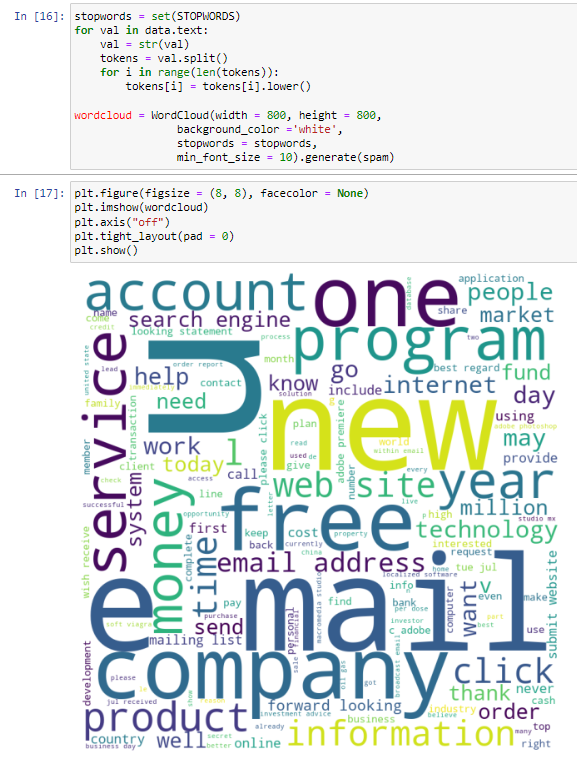 In [16]: stopwords = set(STOPWORDS)
for val in data.text:
    val = str(val)
    tokens = val.split()
    for i in range(len(tokens)):
        tokens[i] = tokens[i].lower()
wordcloud = WordCloud(width = 800, height = 800,
                background_color ='white',
                stopwords = stopwords,
                min_font_size = 10).generate(spam)
In [17]: plt.figure(figsize = (8, 8), facecolor = None)
plt.imshow(wordcloud)
plt.axis("off")
plt.tight_layout(pad = 0)
plt.show()
application
account
one
database
people
name
share
market
come
search engine
credit
looking statement
process
two
program
united state
lead
order report
month
best regard
fund
help
immediately
contact
know
go
solution
include
internet
day
family
need
u
new
using
adobe photoshop
service
transaction
please click
plan
adobe premiere
world
may
member
work
l
read
within email
provide
client
today
call
used
de
give
number
every
check
access
web site
year
successful
system
money
line
letter
live
million
opportunity
free
high
studio mx
first
keep
cost
property
technology
wish receive
complete
time
back
currently
china
interested
request
email address
home
tue jul
localized software
e
mail
info
n
v
even
make
submit website
pay
find
bank
computer
want
purchase
per dose
part
soft viagra
send
personal
financial
macromedia studio
investor
best
mailing list
c_adobe
use
development
company
sale
oil gas
broadcast email
click
please
got
thank
never
jul received
show
forward looking
cash
product
investment advice
business
industry
believe
order
already
many
top
country
secret
information
business day
well
better
online
right